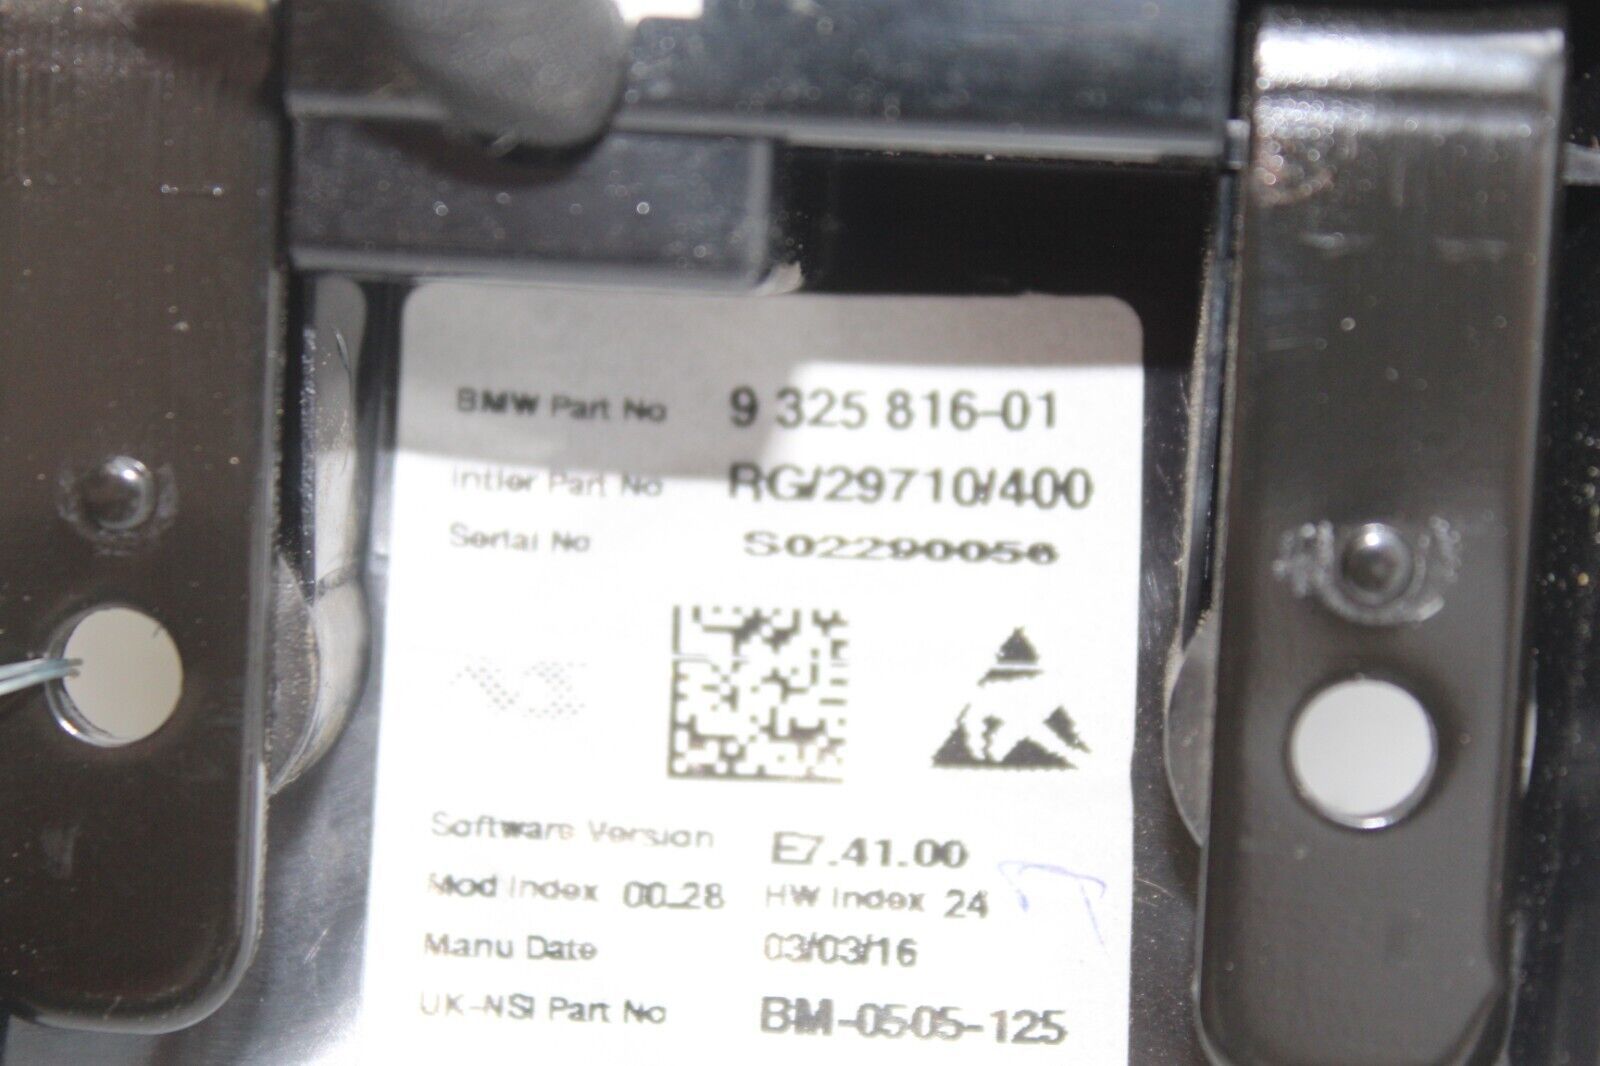 BMW Part No 9 325 816-01
Intier Part No RG/29710/400
Serial No S02290056
Software Version E7.41.00
Mod Index 00.28 HW Index 24
Manu Date 03/03/16
UK-NSI Part No BM-0505-125